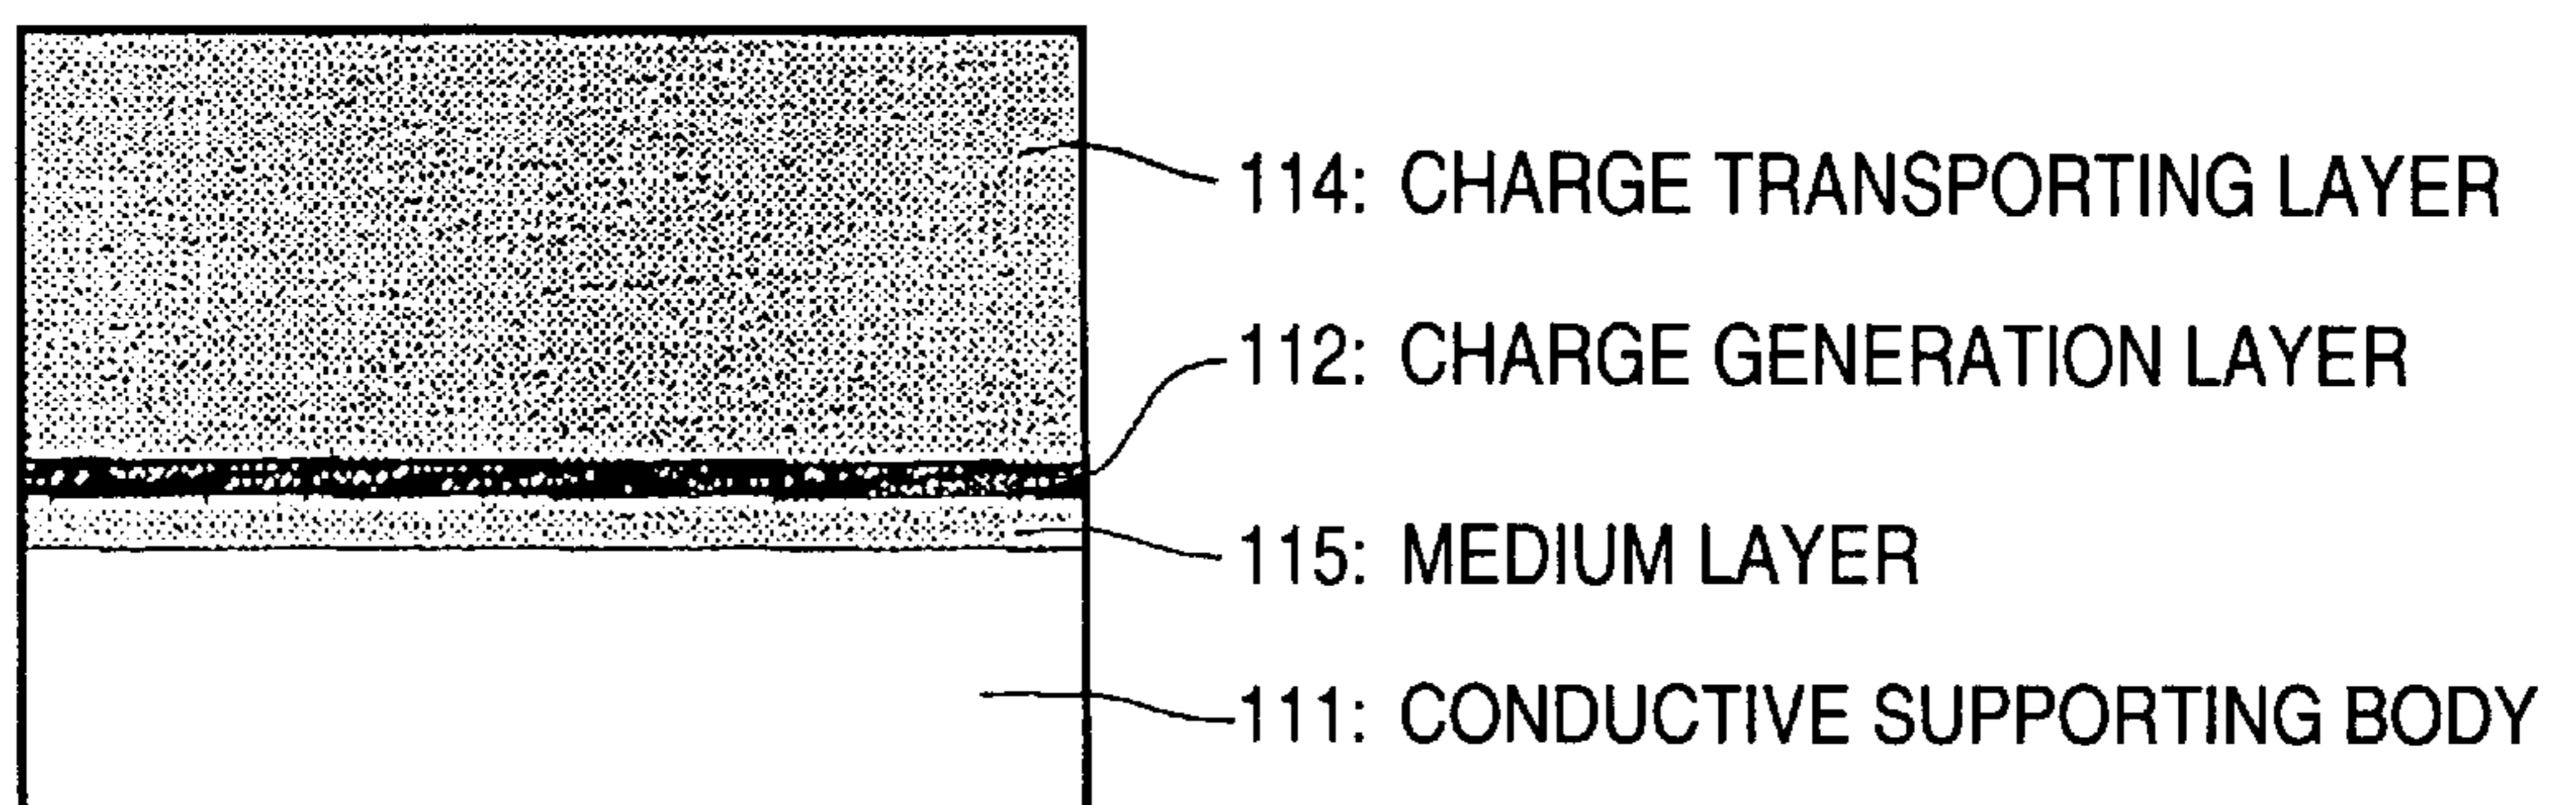 114: CHARGE TRANSPORTING LAYER
112: CHARGE GENERATION LAYER
115: MEDIUM LAYER
111: CONDUCTIVE SUPPORTING BODY